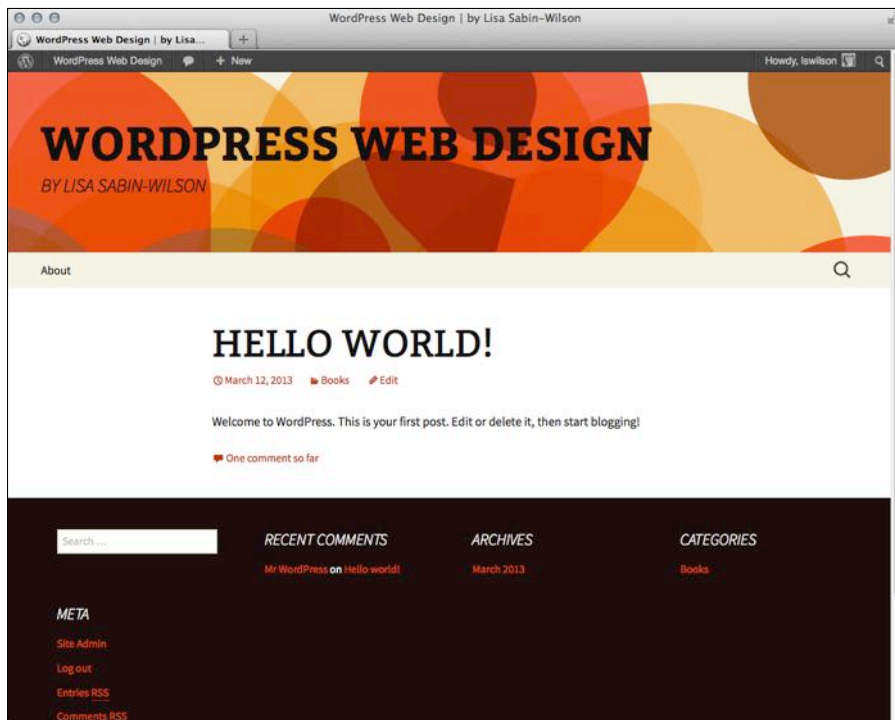 WordPress Web Design | by Lisa Sabin-Wilson
WordPress Web Design | by Lisa...
WordPress Web Design + New Howdy, lswilson
WORDPRESS WEB DESIGN
BY LISA SABIN-WILSON
About
HELLO WORLD!
March 12, 2013 Books Edit
Welcome to WordPress. This is your first post. Edit or delete it, then start blogging!
One comment so far
Search ... RECENT COMMENTS ARCHIVES CATEGORIES
Mr WordPress on Hello world! March 2013 Books
META
Site Admin
Log out
Entries RSS
Comments RSS